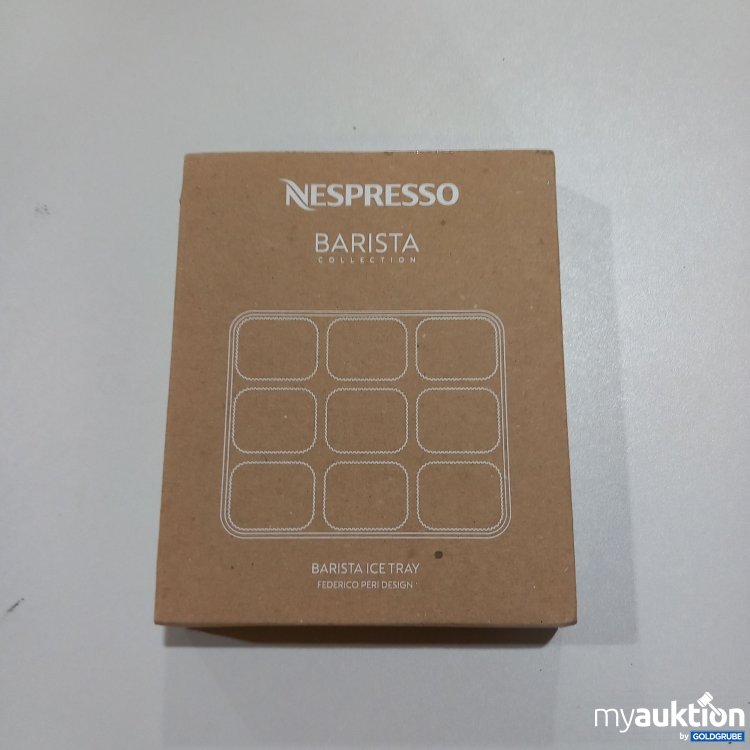 NESPRESSO
BARISTA
COLLECTION
BARISTA ICE TRAY
FEDERICO PERI DESIGN
myauktion
by GOLDGRUBE